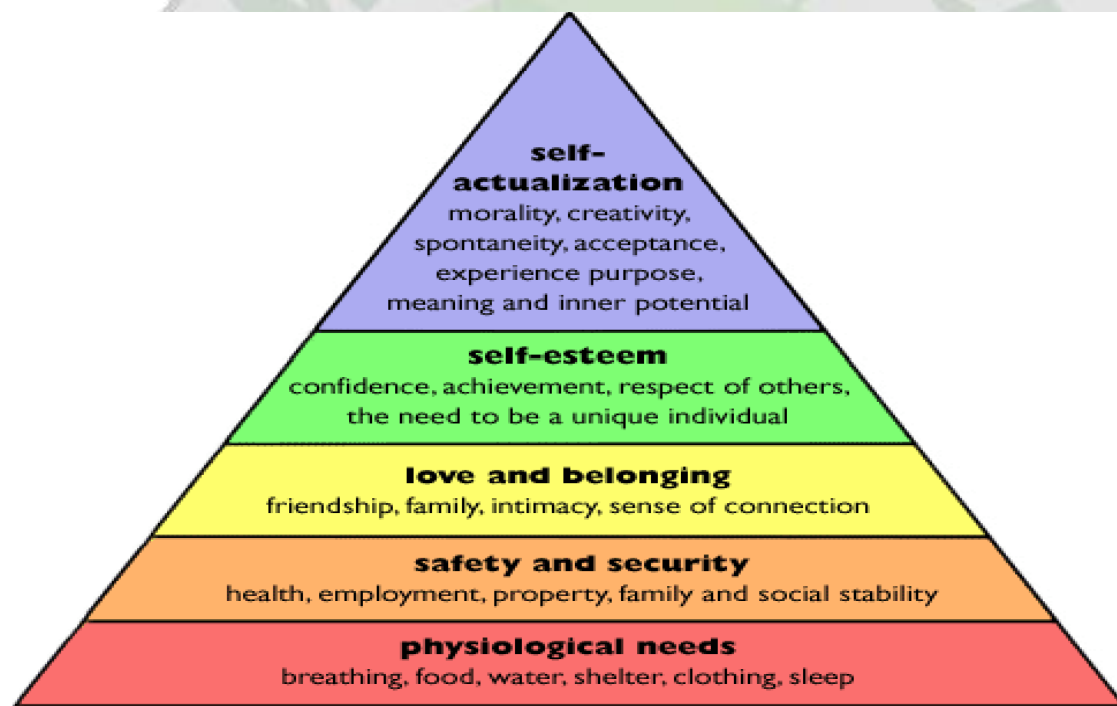 self-
actualization
morality, creativity,
spontaneity, acceptance,
experience purpose,
meaning and inner potential
self-esteem
confidence, achievement, respect of others,
the need to be a unique individual
love and belonging
friendship, family, intimacy, sense of connection
safety and security
health, employment, property, family and social stability
physiological needs
breathing, food, water, shelter, clothing, sleep